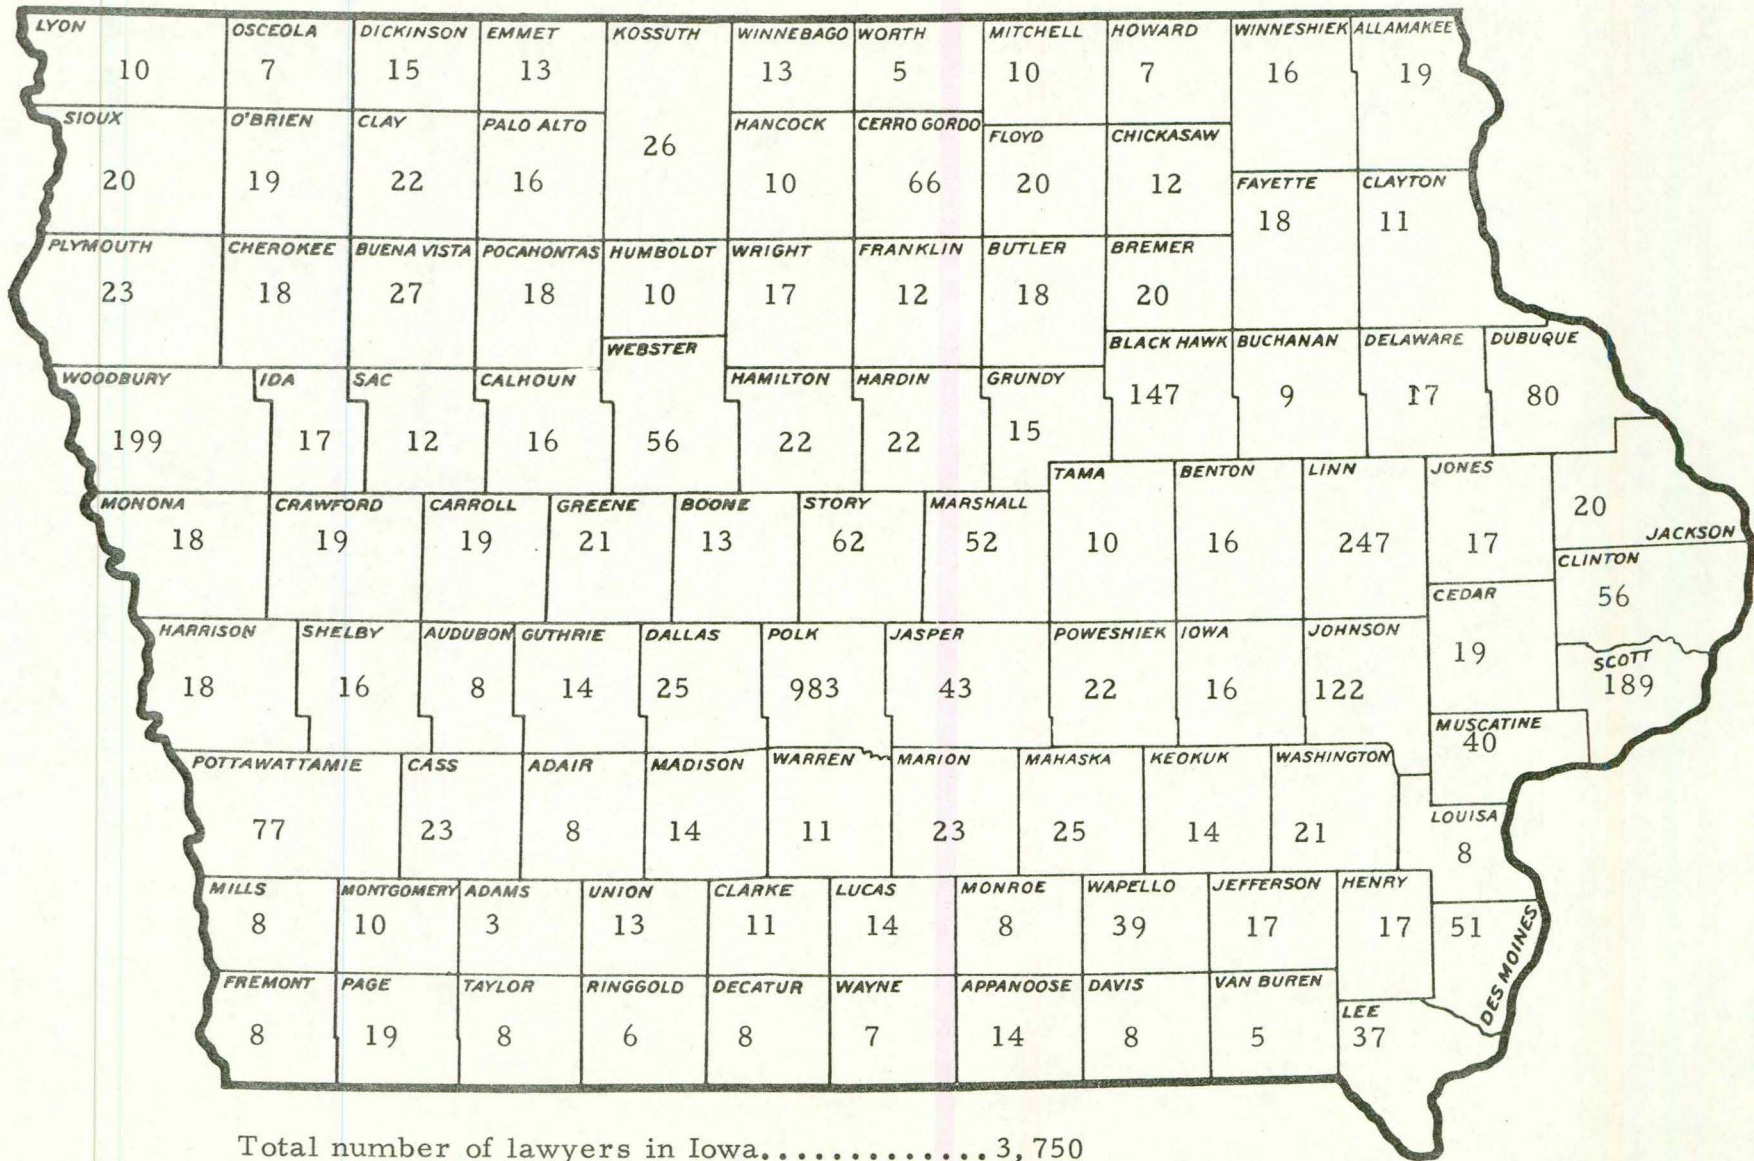 LYON OSCEOLA DICKINSON EMMET KOSSUTH WINNEBAGO WORTH MITCHELL HOWARD WINNESHIEK ALLAMAKEE
10 7 15 13 13 5 10 7 16 19
SIOUX O'BRIEN CLAY PALO ALTO 26 HANCOCK CERRO GORDO FLOYD CHICKASAW
20 19 22 16 10 66 20 12
FAYETTE CLAYTON
18 11
PLYMOUTH CHEROKEE BUENA VISTA POCAHONTAS HUMBOLDT WRIGHT FRANKLIN BUTLER BREMER
23 18 27 18 10 17 12 18 20
WEBSTER BLACK HAWK BUCHANAN DELAWARE DUBUQUE
147 9 17 80
WOODBURY IDA SAC CALHOUN HAMILTON HARDIN GRUNDY
199 17 12 16 56 22 22 15
TAMA BENTON LINN JONES
MONONA CRAWFORD CARROLL GREENE BOONE STORY MARSHALL 20
18 19 19 21 13 62 52 10 16 247 17 JACKSON
CLINTON
CEDAR 56
HARRISON SHELBY AUDUBON GUTHRIE DALLAS POLK JASPER POWESHIEK IOWA JOHNSON
19 SCOTT
18 16 8 14 25 983 43 22 16 122 189
MUSCATINE
40
POTTAWATTAMIE CASS ADAIR MADISON WARREN MARION MAHASKA KEOKUK WASHINGTON
LOUISA
77 23 8 14 11 23 25 14 21 8
MILLS MONTGOMERY ADAMS UNION CLARKE LUCAS MONROE WAPELLO JEFFERSON HENRY
8 10 3 13 11 14 8 39 17 17 51
DES MOINES
FREMONT PAGE TAYLOR RINGGOLD DECATUR WAYNE APPANOOSE DAVIS VAN BUREN
LEE
8 19 8 6 8 7 14 8 5 37
Total number of lawyers in Iowa............. 3,750